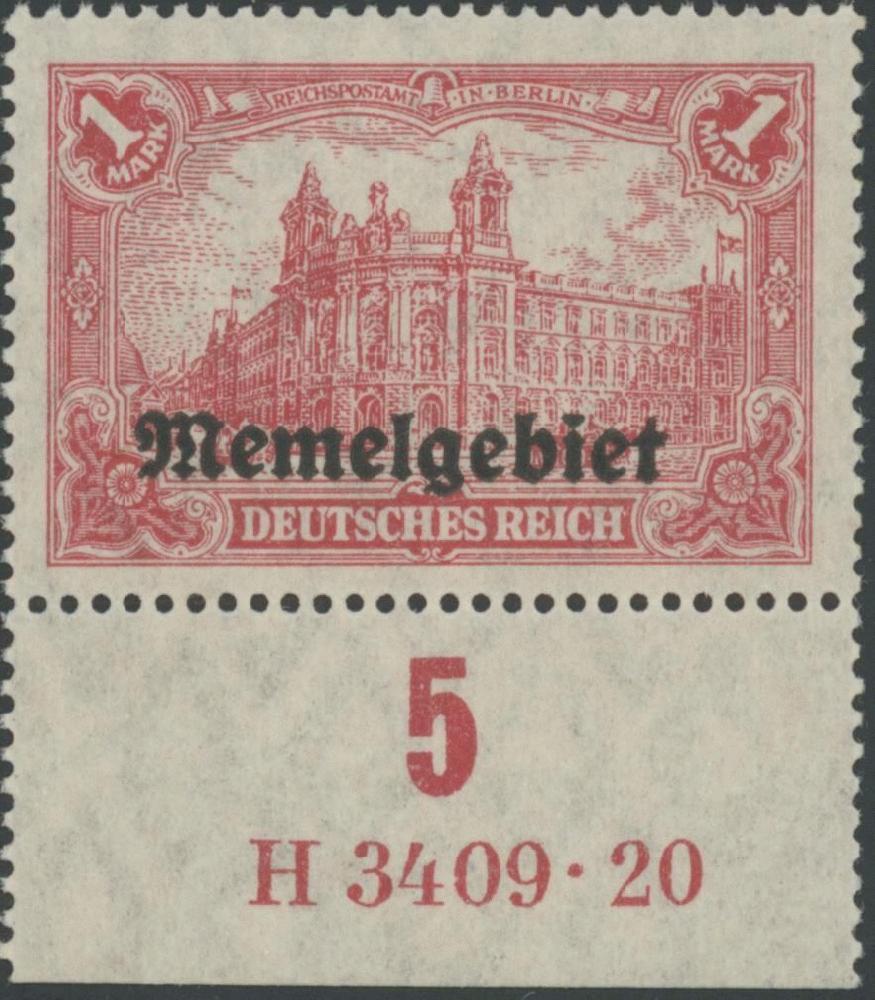 1 MARK
REICHSPOSTAMT · IN · BERLIN ·
1 MARK
Memelgebiet
DEUTSCHES REICH
5
H 3409·20